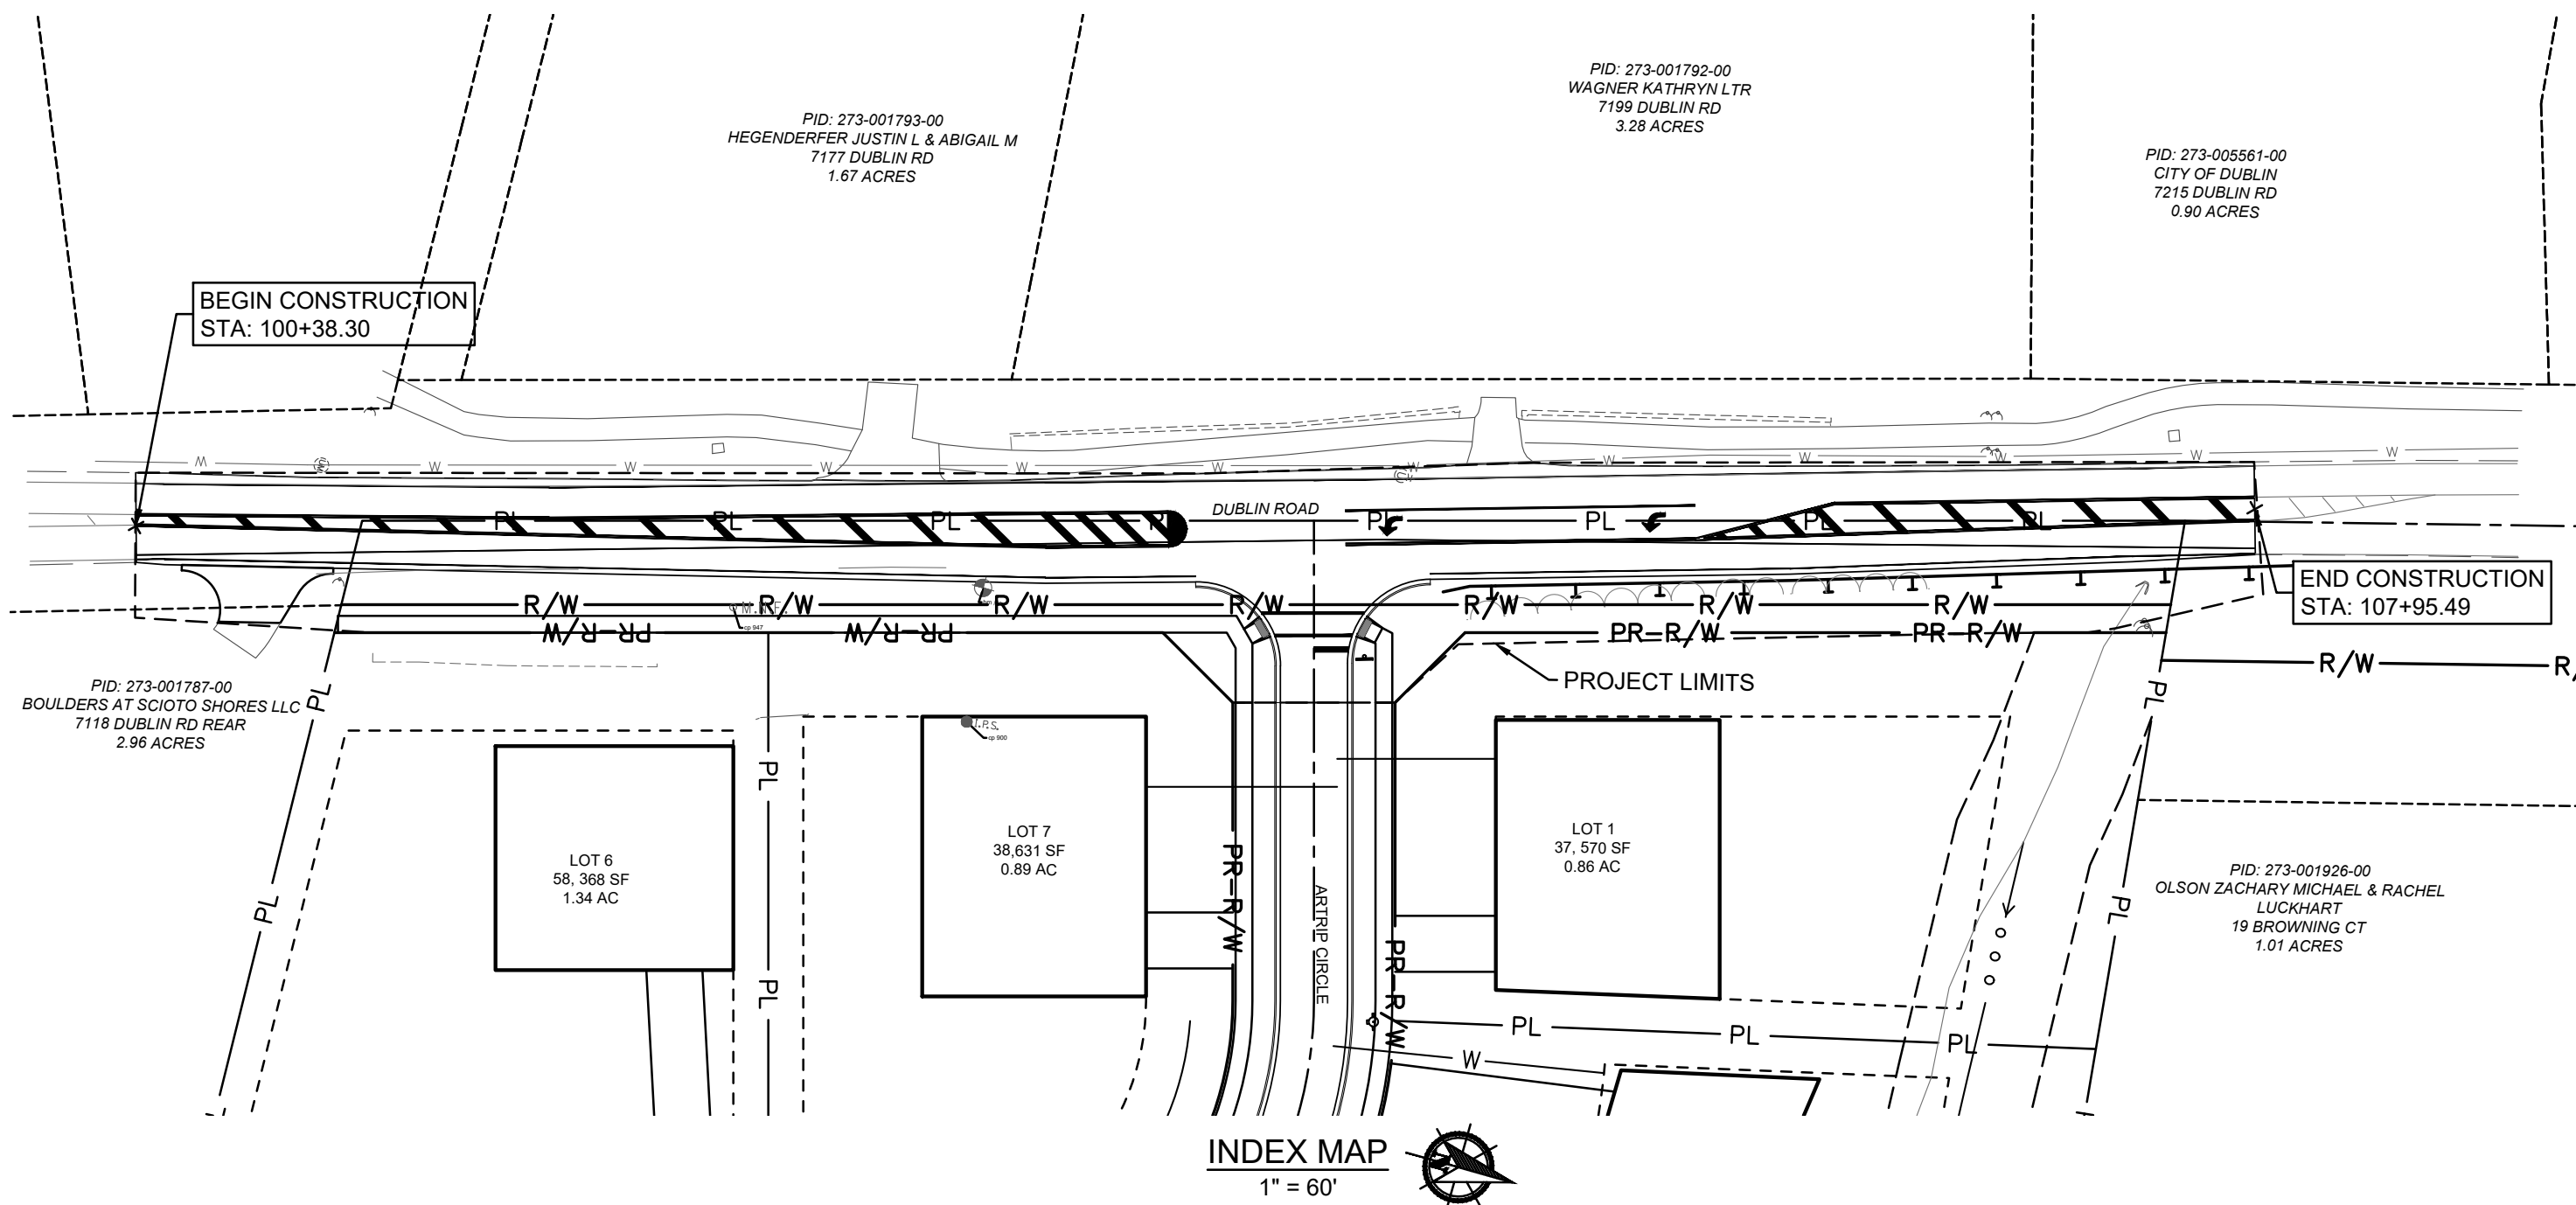 PID: 273-001792-00
WAGNER KATHRYN LTR
7199 DUBLIN RD
3.28 ACRES
PID: 273-001793-00
HEGENDERFER JUSTIN L & ABIGAIL M
7177 DUBLIN RD
1.67 ACRES
PID: 273-005561-00
CITY OF DUBLIN
7215 DUBLIN RD
0.90 ACRES
BEGIN CONSTRUCTION
STA: 100+38.30
W W W W W W W W W W W
DUBLIN ROAD
PL PL PL PL PL PL PL PL
END CONSTRUCTION
STA: 107+95.49
R/W R/W R/W R/W R/W R/W R/W
M.N.F.
cp 947
PR-R/W PR-R/W PR-R/W PR-R/W
R/W R/
PROJECT LIMITS
PID: 273-001787-00
BOULDERS AT SCIOTO SHORES LLC
7118 DUBLIN RD REAR
2.96 ACRES
PL
PL
I.P.S.
cp 900
PL
LOT 6
58, 368 SF
1.34 AC
LOT 7
38,631 SF
0.89 AC
LOT 1
37, 570 SF
0.86 AC
PID: 273-001926-00
OLSON ZACHARY MICHAEL & RACHEL
LUCKHART
19 BROWNING CT
1.01 ACRES
PL
PL
PL
PR-R/W
ARTRIP CIRCLE
PR-R/W
PL PL PL
W
INDEX MAP
1" = 60'